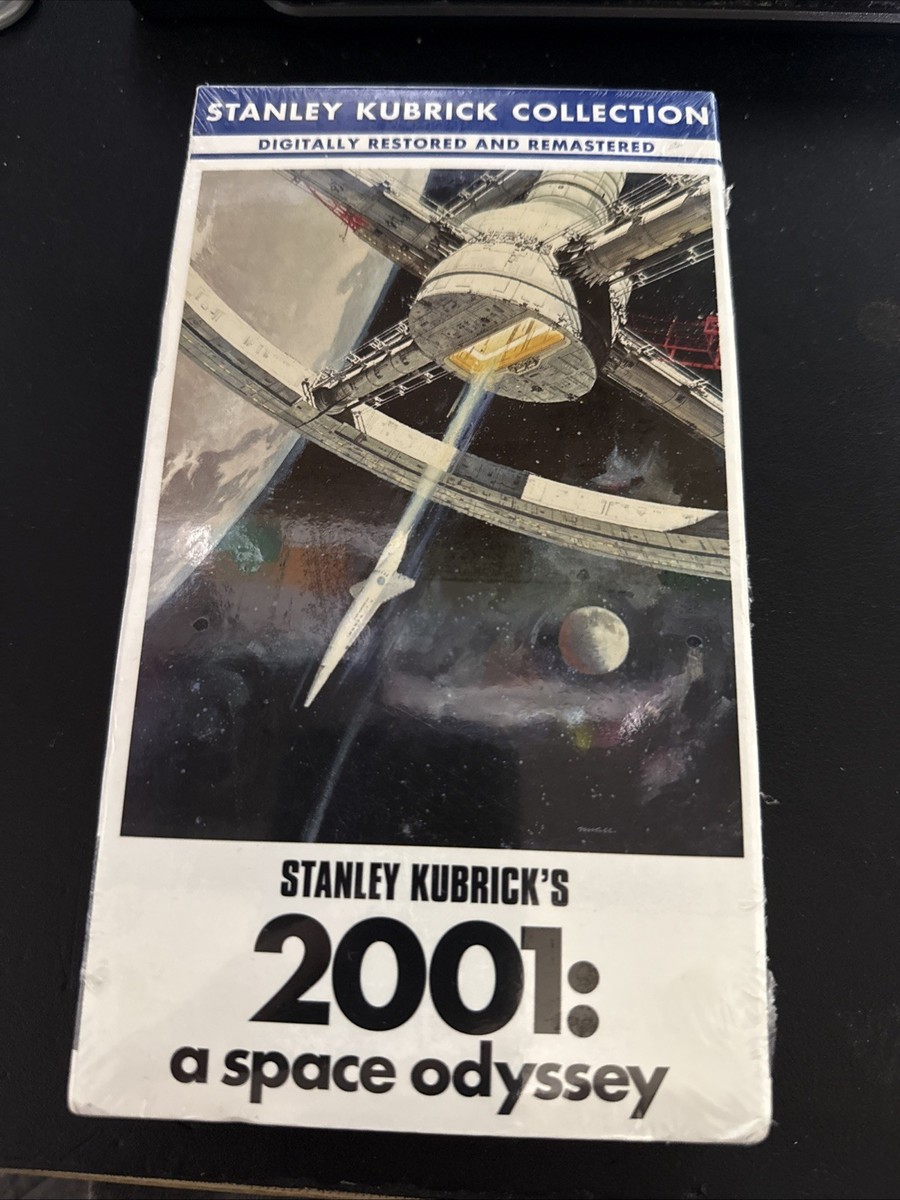 STANLEY KUBRICK COLLECTION
DIGITALLY RESTORED AND REMASTERED
STANLEY KUBRICK'S
2001:
a space odyssey